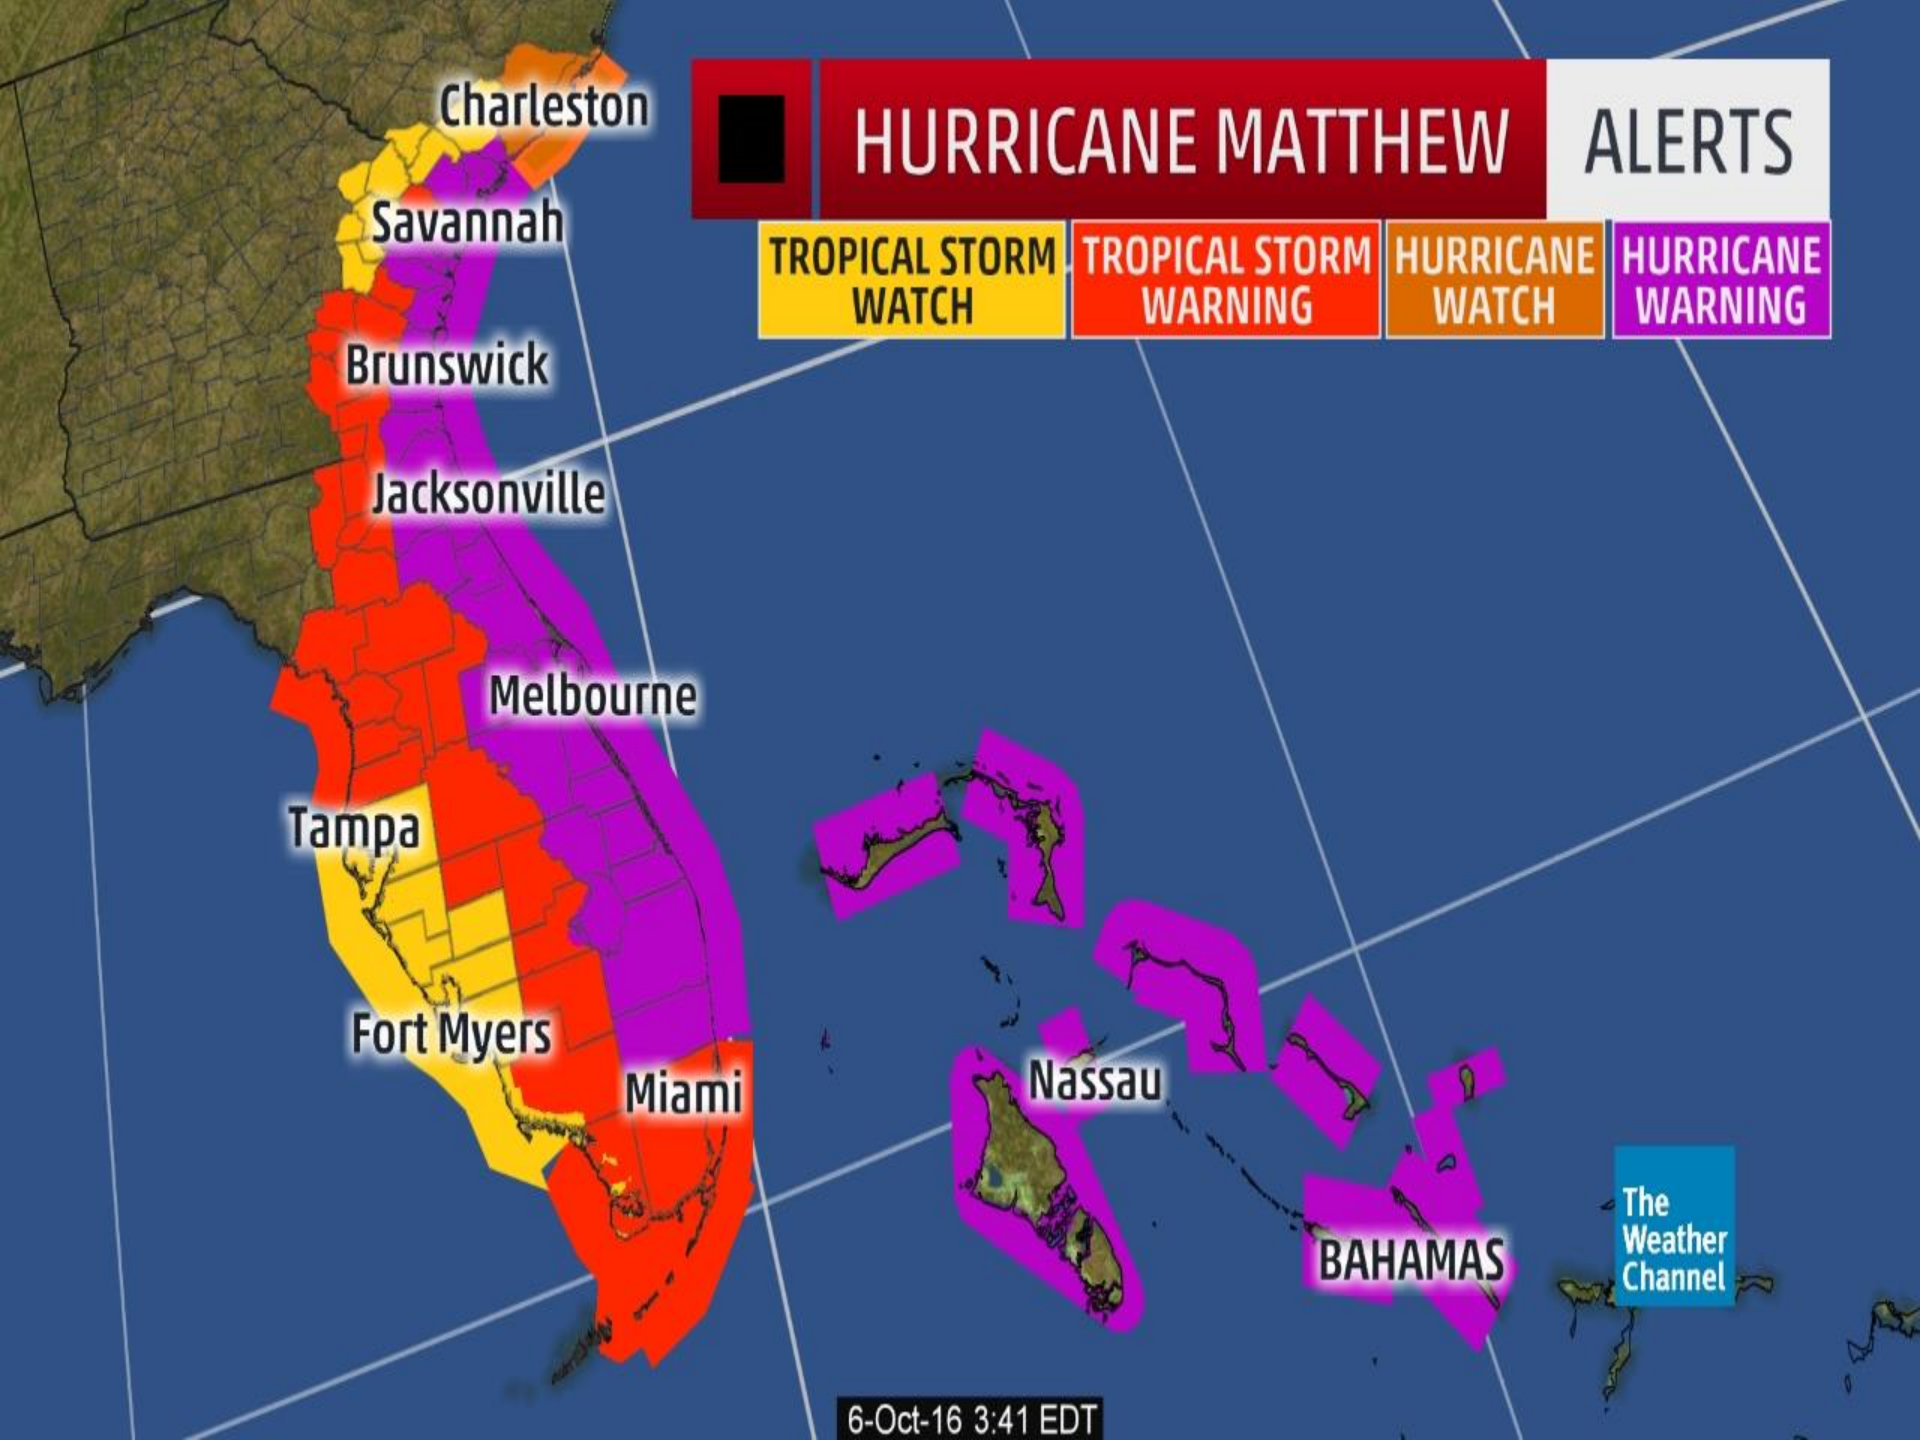 Charleston
HURRICANE MATTHEW
ALERTS
TROPICAL STORM
WATCH
TROPICAL STORM
WARNING
HURRICANE
WATCH
HURRICANE
WARNING
Savannah
Brunswick
Jacksonville
Melbourne
Tampa
Fort Myers
Miami
Nassau
BAHAMAS
The
Weather
Channel
6-Oct-16 3:41 EDT